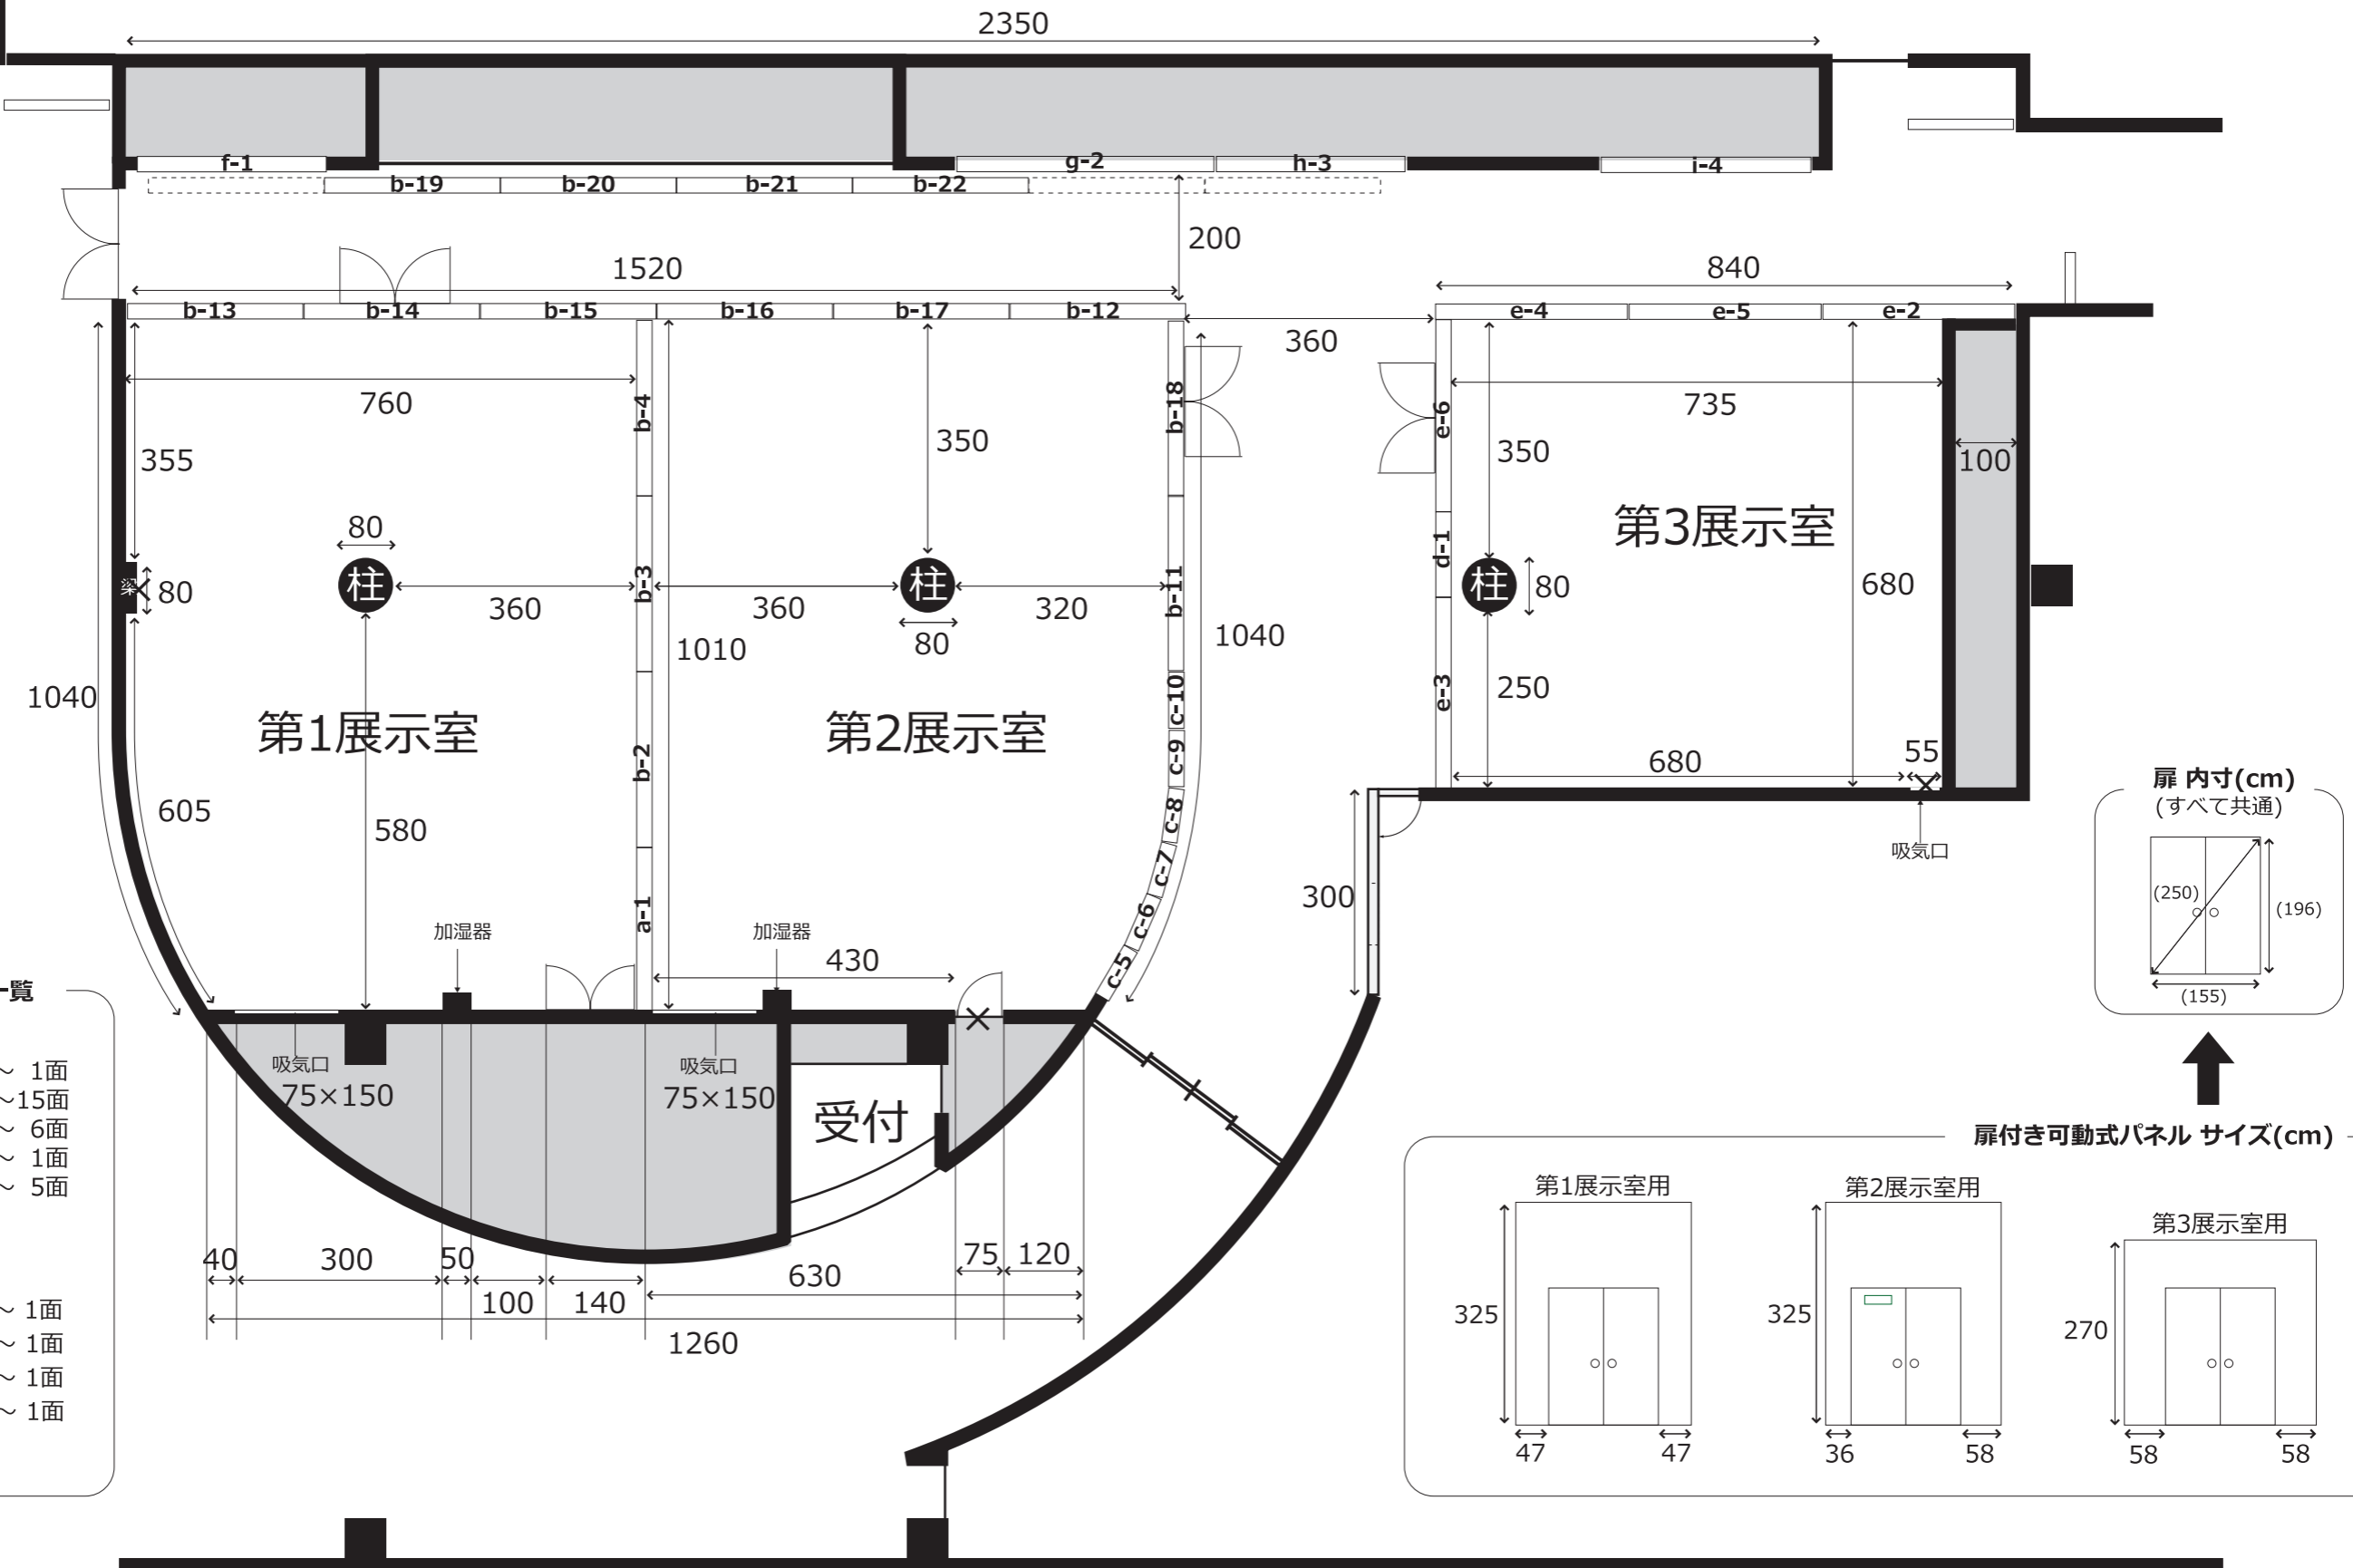 2350
f-1
g-2
h-3
i-4
b-19
b-20
b-21
b-22
200
1520
840
b-13
b-14
b-15
b-16
b-17
b-12
e-4
e-5
e-2
360
760
735
b-4
b-18
e-6
355
350
350
100
第3展示室
80
柱
柱
柱
梁
80
360
b-3
360
320
b-11
d-1
80
680
80
1010
1040
1040
250
e-3
c-10
第1展示室
第2展示室
b-2
c-9
680
55
扉 内寸(cm)
(すべて共通)
605
580
c-8
吸気口
c-7
300
(250)
(196)
(155)
a-1
c-6
加湿器
加湿器
430
c-5
一覧
吸気口
75×150
吸気口
75×150
受付
～ 1面
～15面
～ 6面
～ 1面
～ 5面
扉付き可動式パネル サイズ(cm)
第1展示室用
第2展示室用
第3展示室用
40
300
50
75
120
630
100
140
1260
～ 1面
～ 1面
～ 1面
～ 1面
325
325
270
47
47
36
58
58
58